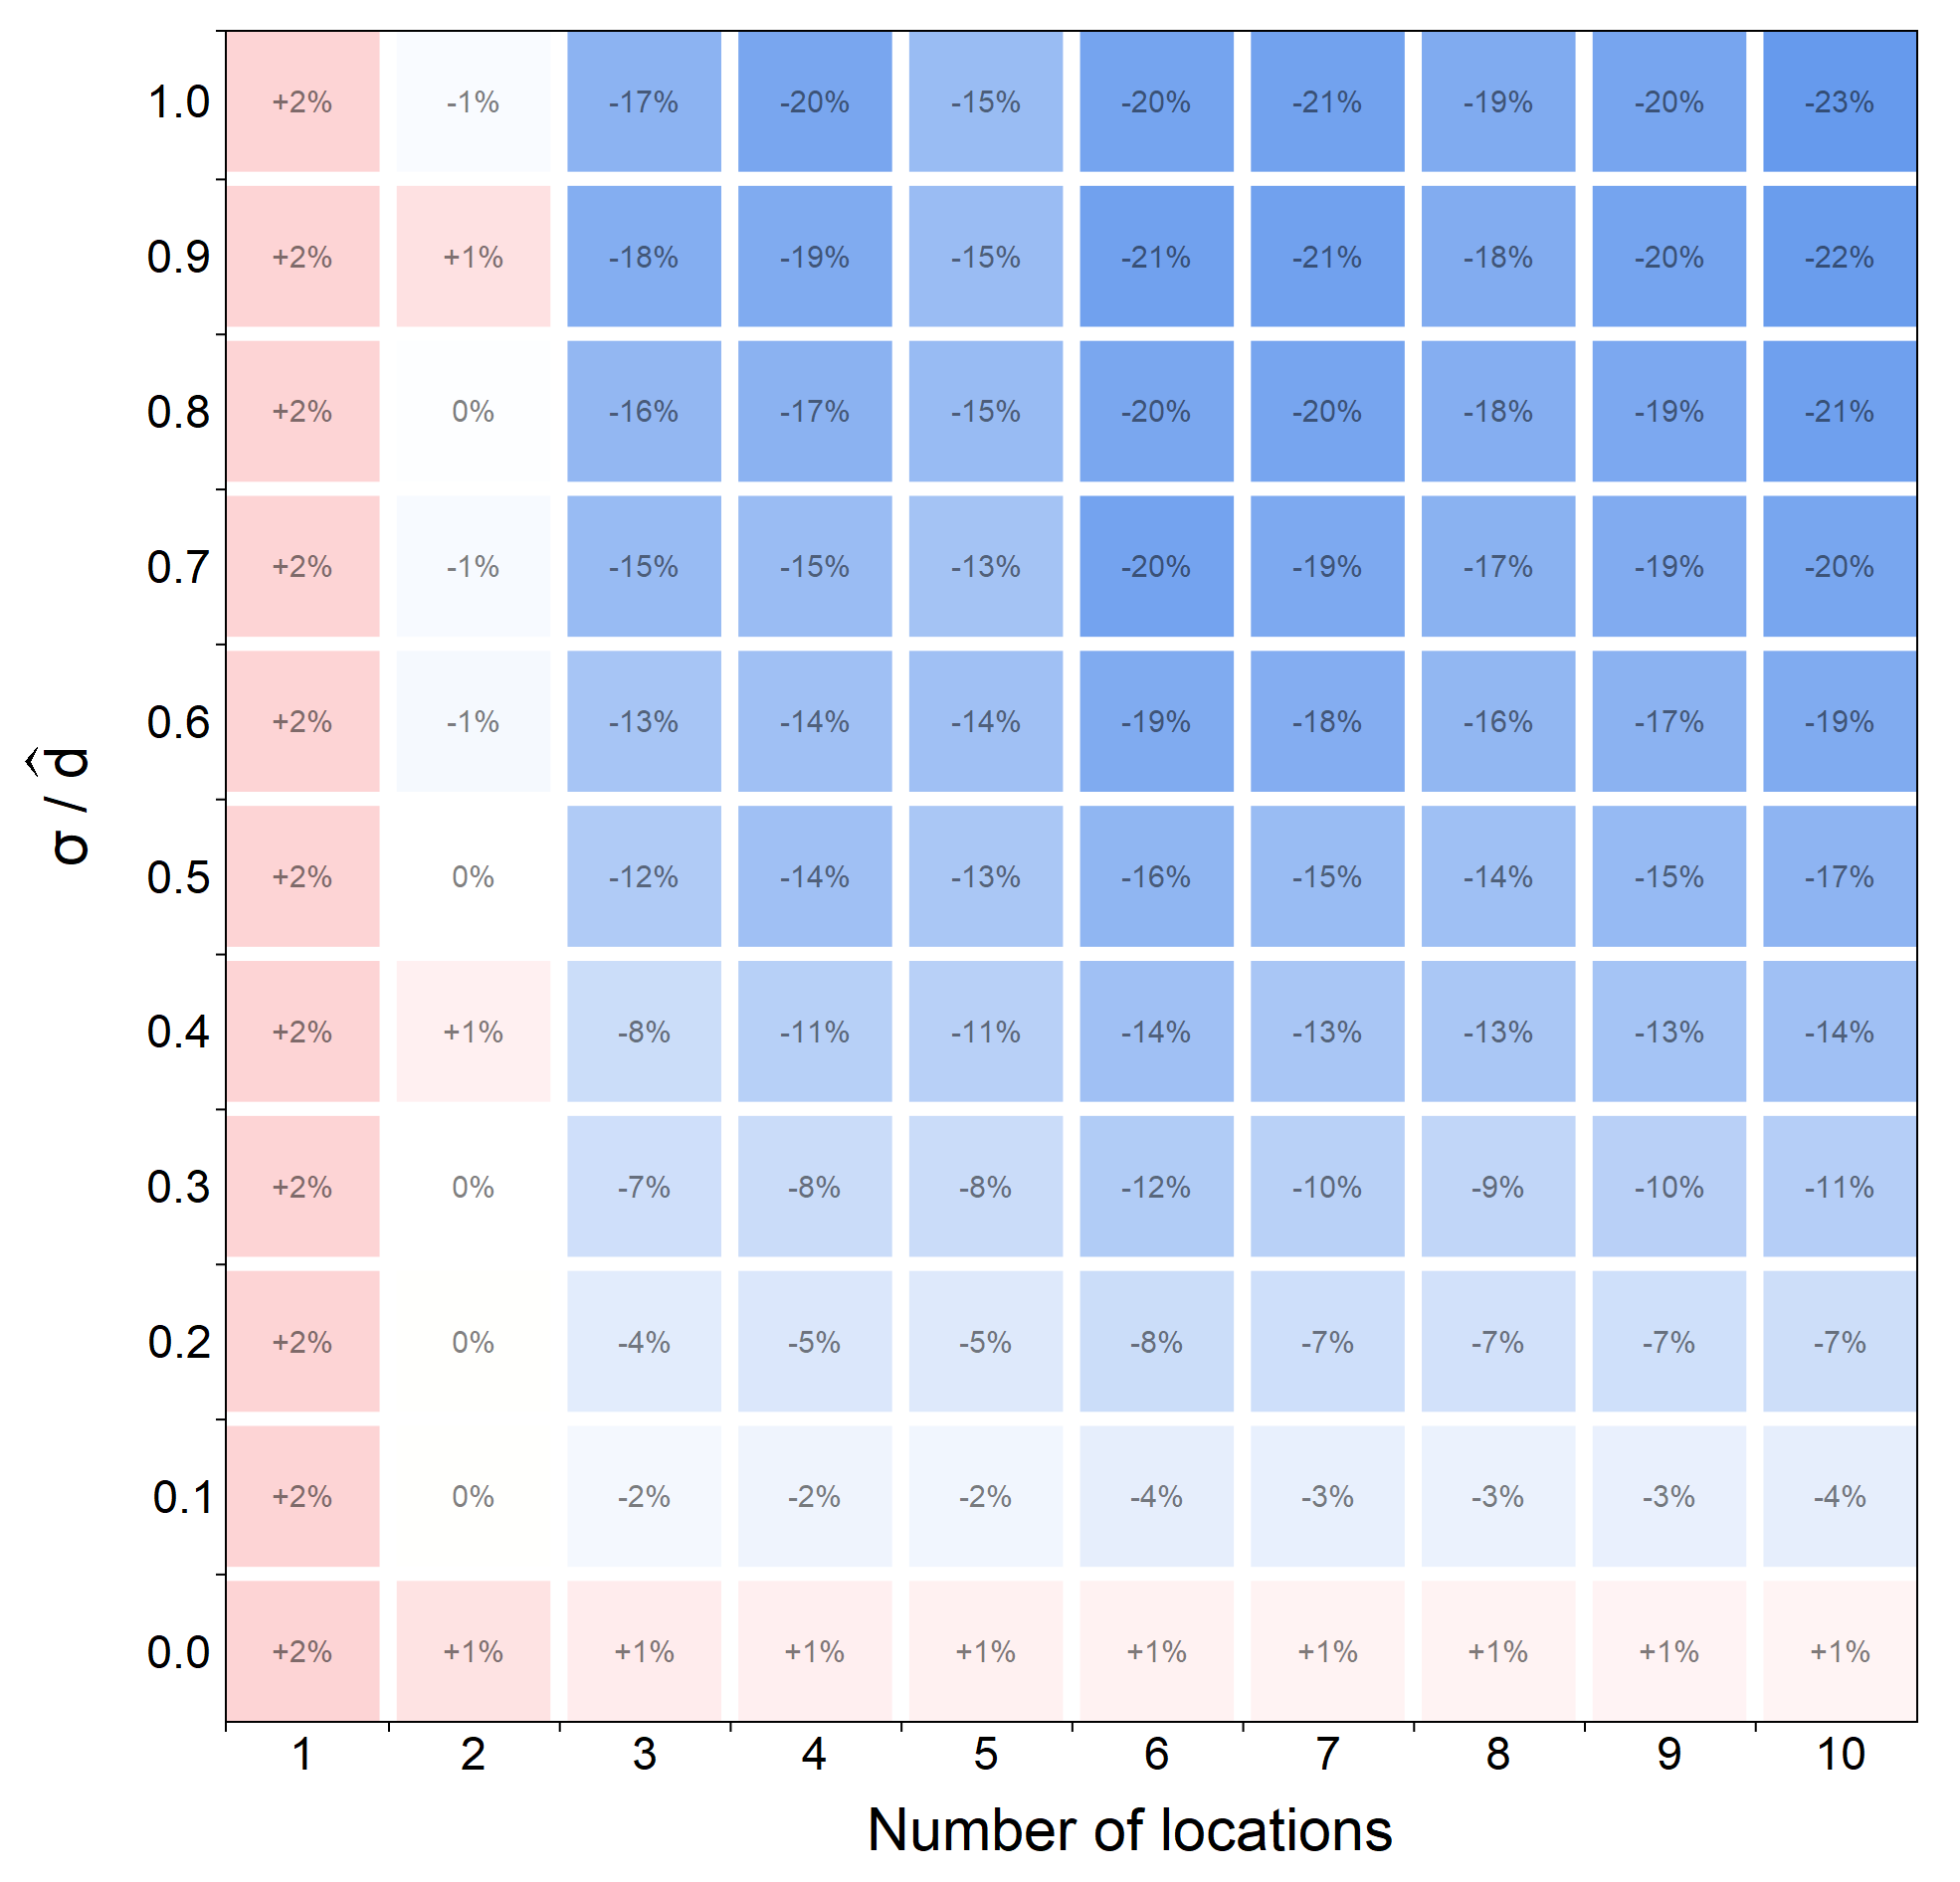 1.0 +2% -1% -17% -20% -15% -20% -21% -19% -20% -23%
0.9 +2% +1% -18% -19% -15% -21% -21% -18% -20% -22%
0.8 +2% 0% -16% -17% -15% -20% -20% -18% -19% -21%
0.7 +2% -1% -15% -15% -13% -20% -19% -17% -19% -20%
0.6 +2% -1% -13% -14% -14% -19% -18% -16% -17% -19%
σ / d̂
0.5 +2% 0% -12% -14% -13% -16% -15% -14% -15% -17%
0.4 +2% +1% -8% -11% -11% -14% -13% -13% -13% -14%
0.3 +2% 0% -7% -8% -8% -12% -10% -9% -10% -11%
0.2 +2% 0% -4% -5% -5% -8% -7% -7% -7% -7%
0.1 +2% 0% -2% -2% -2% -4% -3% -3% -3% -4%
0.0 +2% +1% +1% +1% +1% +1% +1% +1% +1% +1%
1 2 3 4 5 6 7 8 9 10
Number of locations